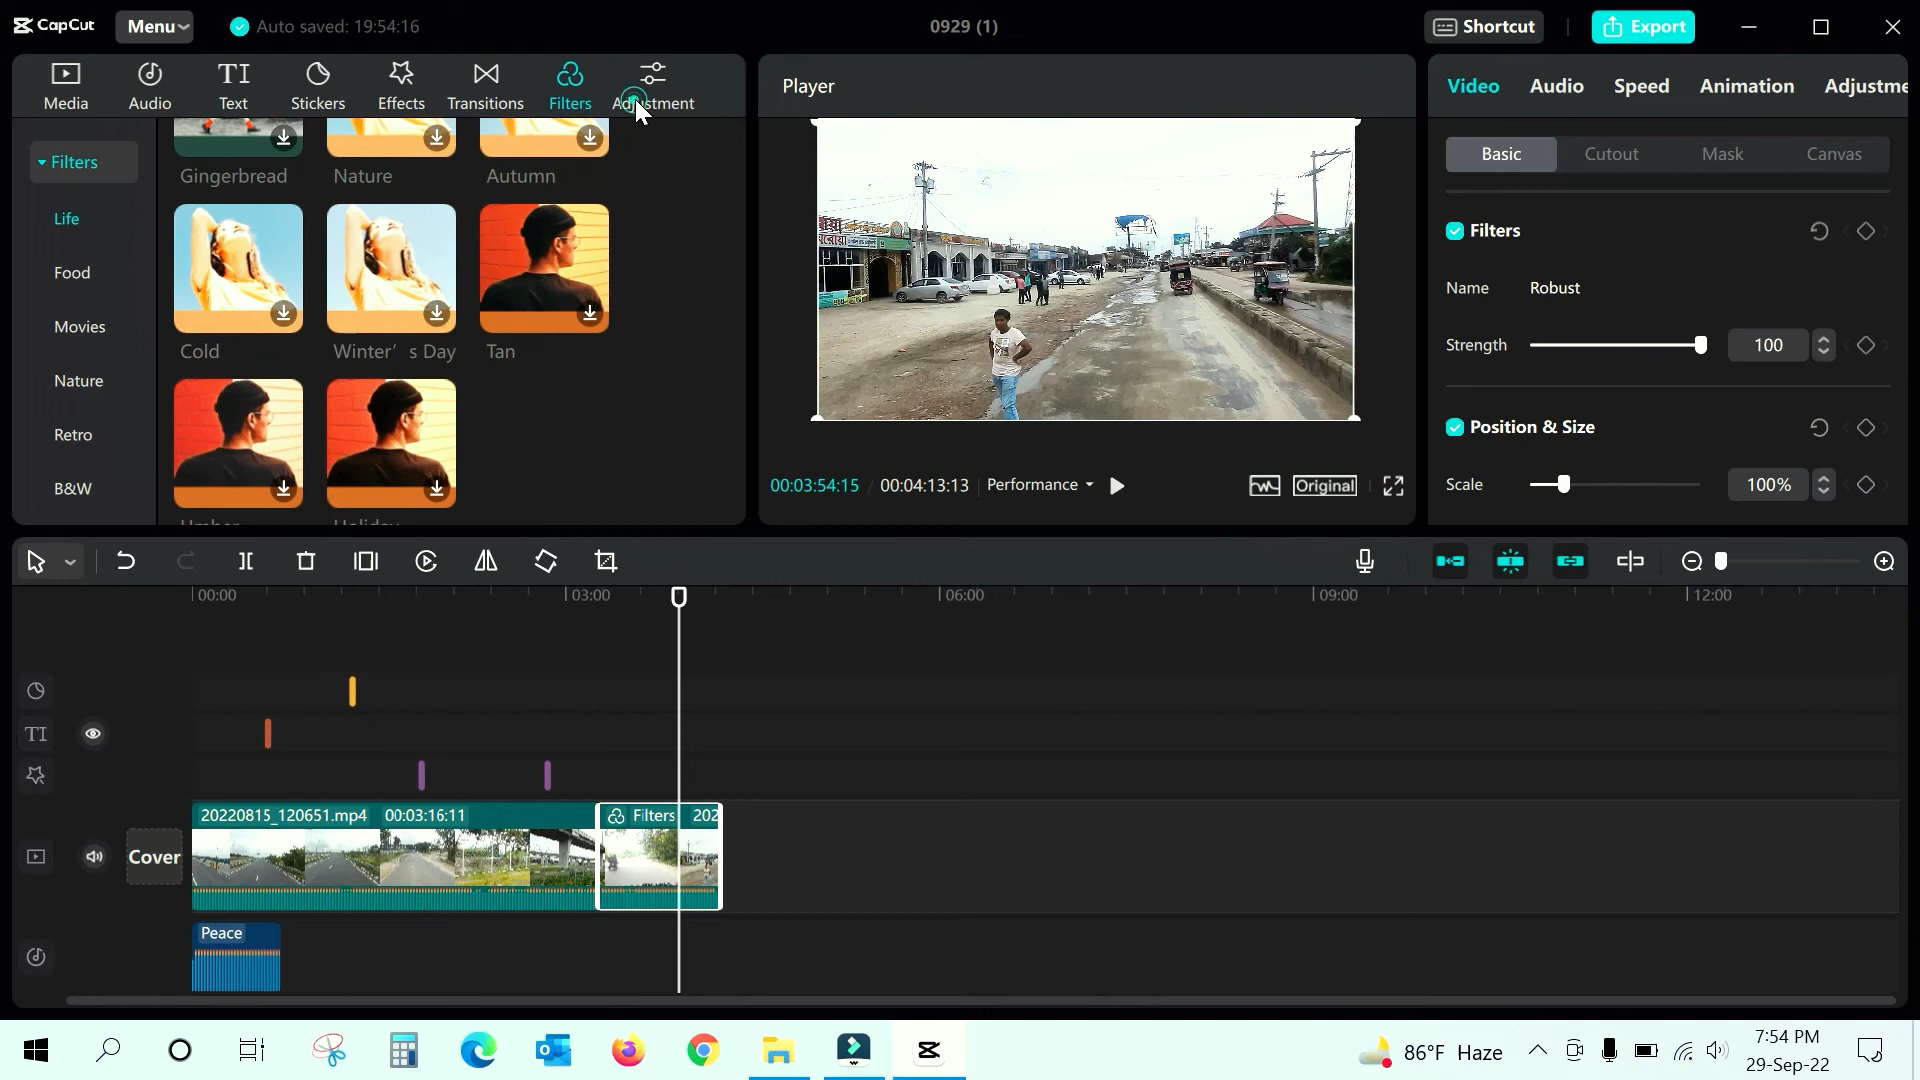 CapCut
Menu
Auto saved: 19:54:16
0929 (1)
Shortcut
Export
Media
Audio
Text
Stickers
Effects
Transitions
Filters
Adjustment
Player
Video
Audio
Speed
Animation
Adjustme
Filters
Life
Food
Movies
Nature
Retro
B&W
Gingerbread
Nature
Autumn
Cold
Winter’s Day
Tan
Basic
Cutout
Mask
Canvas
Filters
Name
Robust
Strength
100
Position & Size
Scale
100%
00:03:54:15
00:04:13:13
Performance
Original
00:00
03:00
06:00
09:00
12:00
TI
20220815_120651.mp4
00:03:16:11
Filters
202
Cover
Peace
86°F Haze
7:54 PM
29-Sep-22